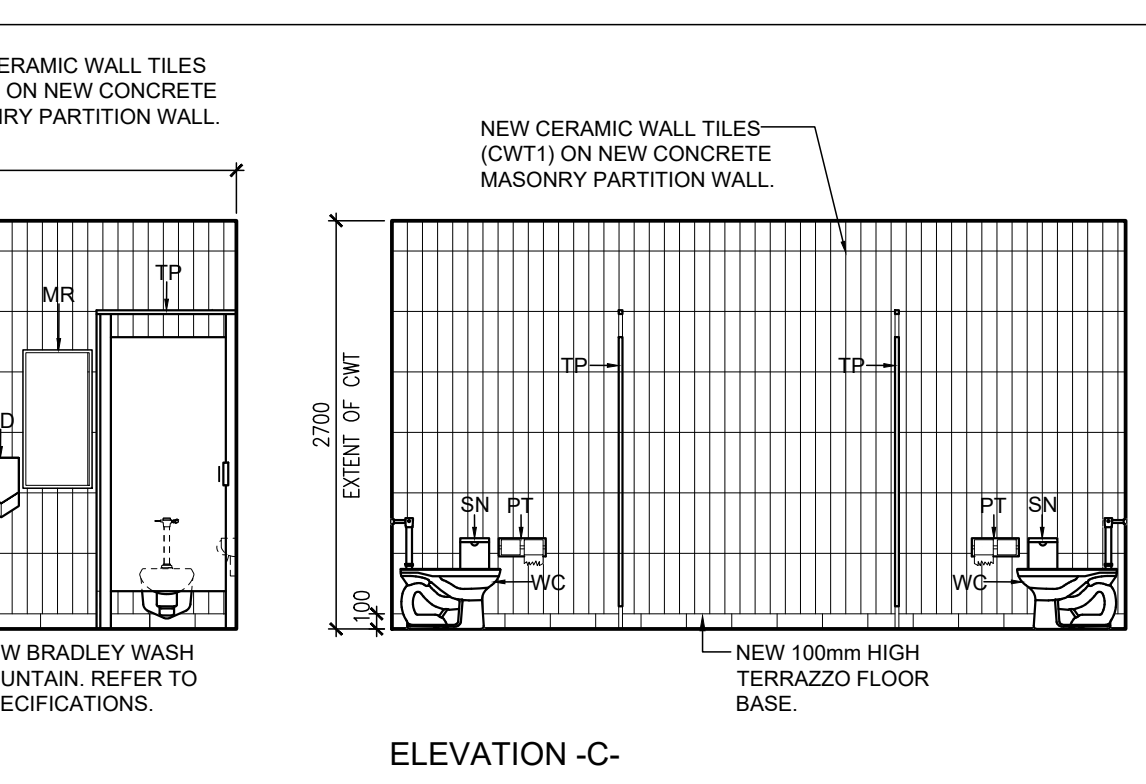 ERAMIC WALL TILES
ON NEW CONCRETE
NRY PARTITION WALL.
MR
TP
D
W BRADLEY WASH
UNTAIN. REFER TO
ECIFICATIONS.
NEW CERAMIC WALL TILES
(CWT1) ON NEW CONCRETE
MASONRY PARTITION WALL.
2700
EXTENT OF CWT
100
TP
TP
SN PT
WC
PT SN
WC
NEW 100mm HIGH
TERRAZZO FLOOR
BASE.
ELEVATION -C-